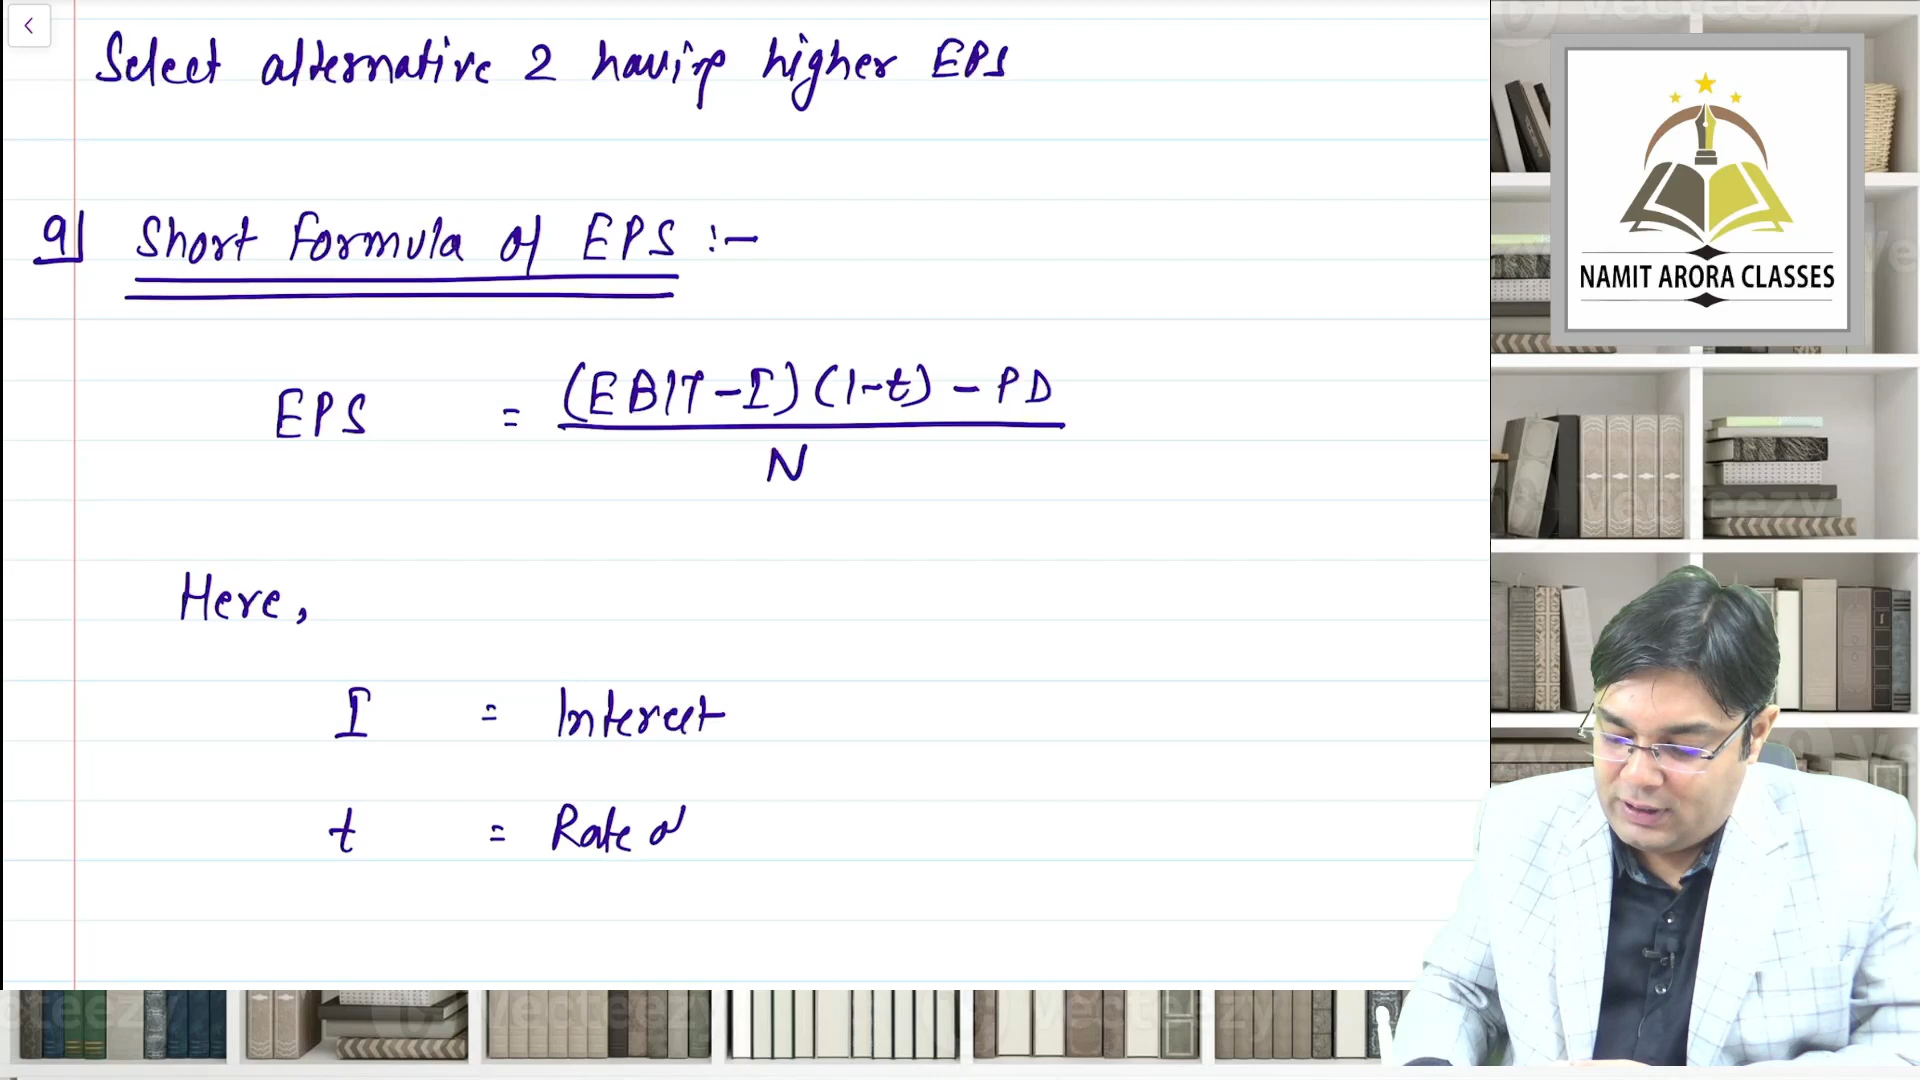 Select alternative 2 having higher EPS
9] Short Formula of EPS :-
EPS = (EBIT-I)(1-t) - PD
N
Here,
I = Interest
t = Rate of
NAMIT ARORA CLASSES